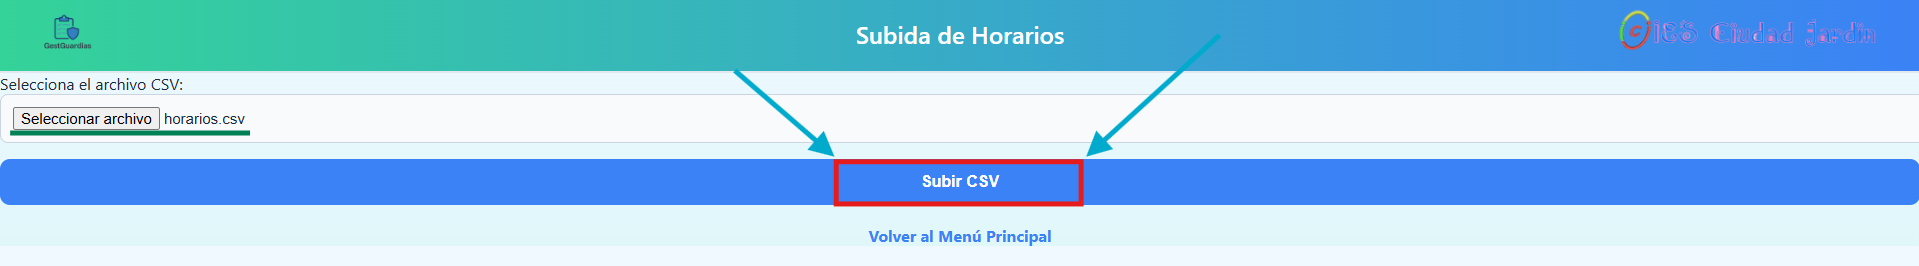 GestGuardias
Subida de Horarios
IES Ciudad Jardín
Selecciona el archivo CSV:
Seleccionar archivo horarios.csv
Subir CSV
Volver al Menú Principal